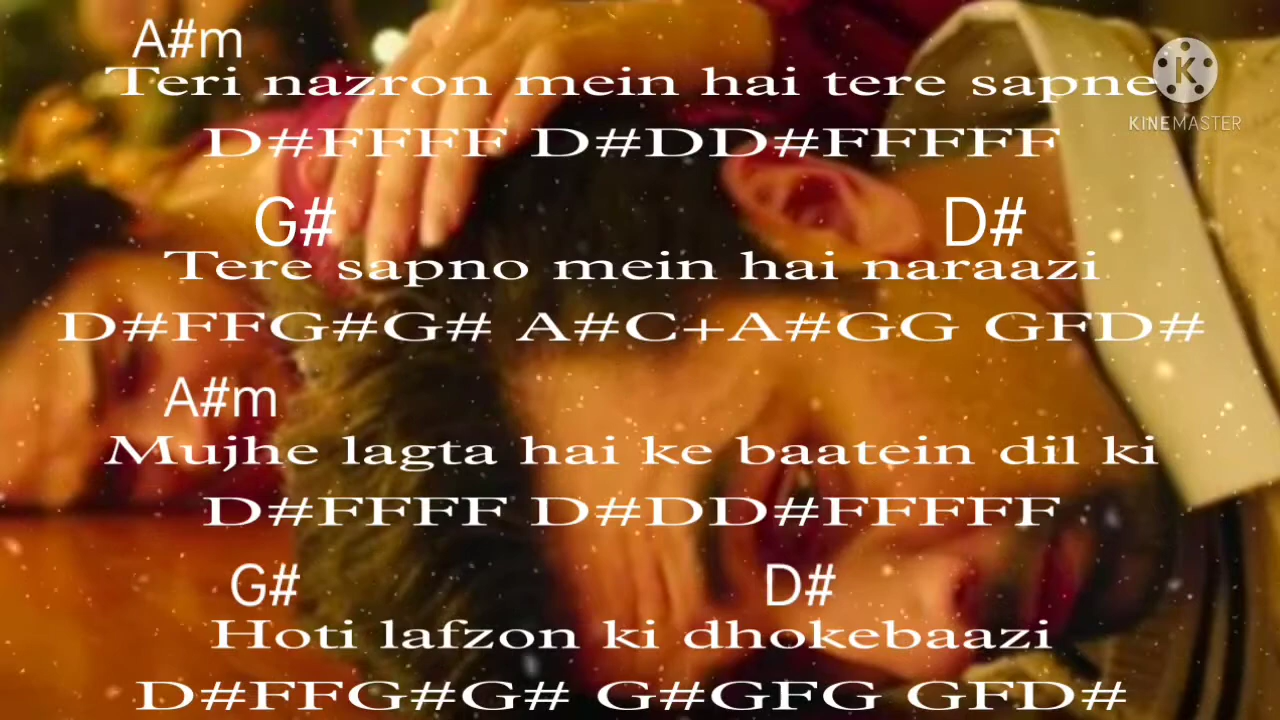 A#m
Teri nazron mein hai tere sapne
D#FFFF D#DD#FFFFF
G# D#
Tere sapno mein hai naraazi
D#FFG#G# A#C+A#GG GFD#
A#m
Mujhe lagta hai ke baatein dil ki
D#FFFF D#DD#FFFFF
G# D#
Hoti lafzon ki dhokebaazi
D#FFG#G# G#GFG GFD#
K
KINEMASTER